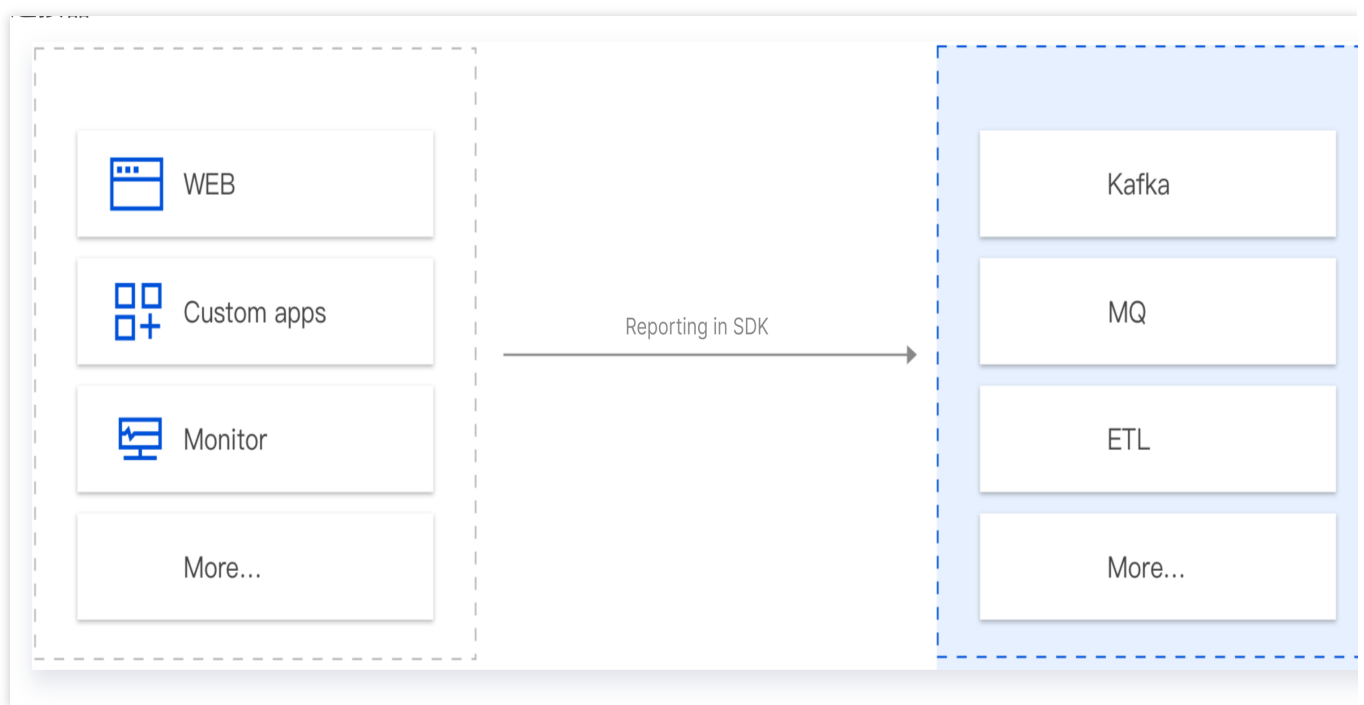 WEB
Custom apps
Monitor
More...
Reporting in SDK
Kafka
MQ
ETL
More...